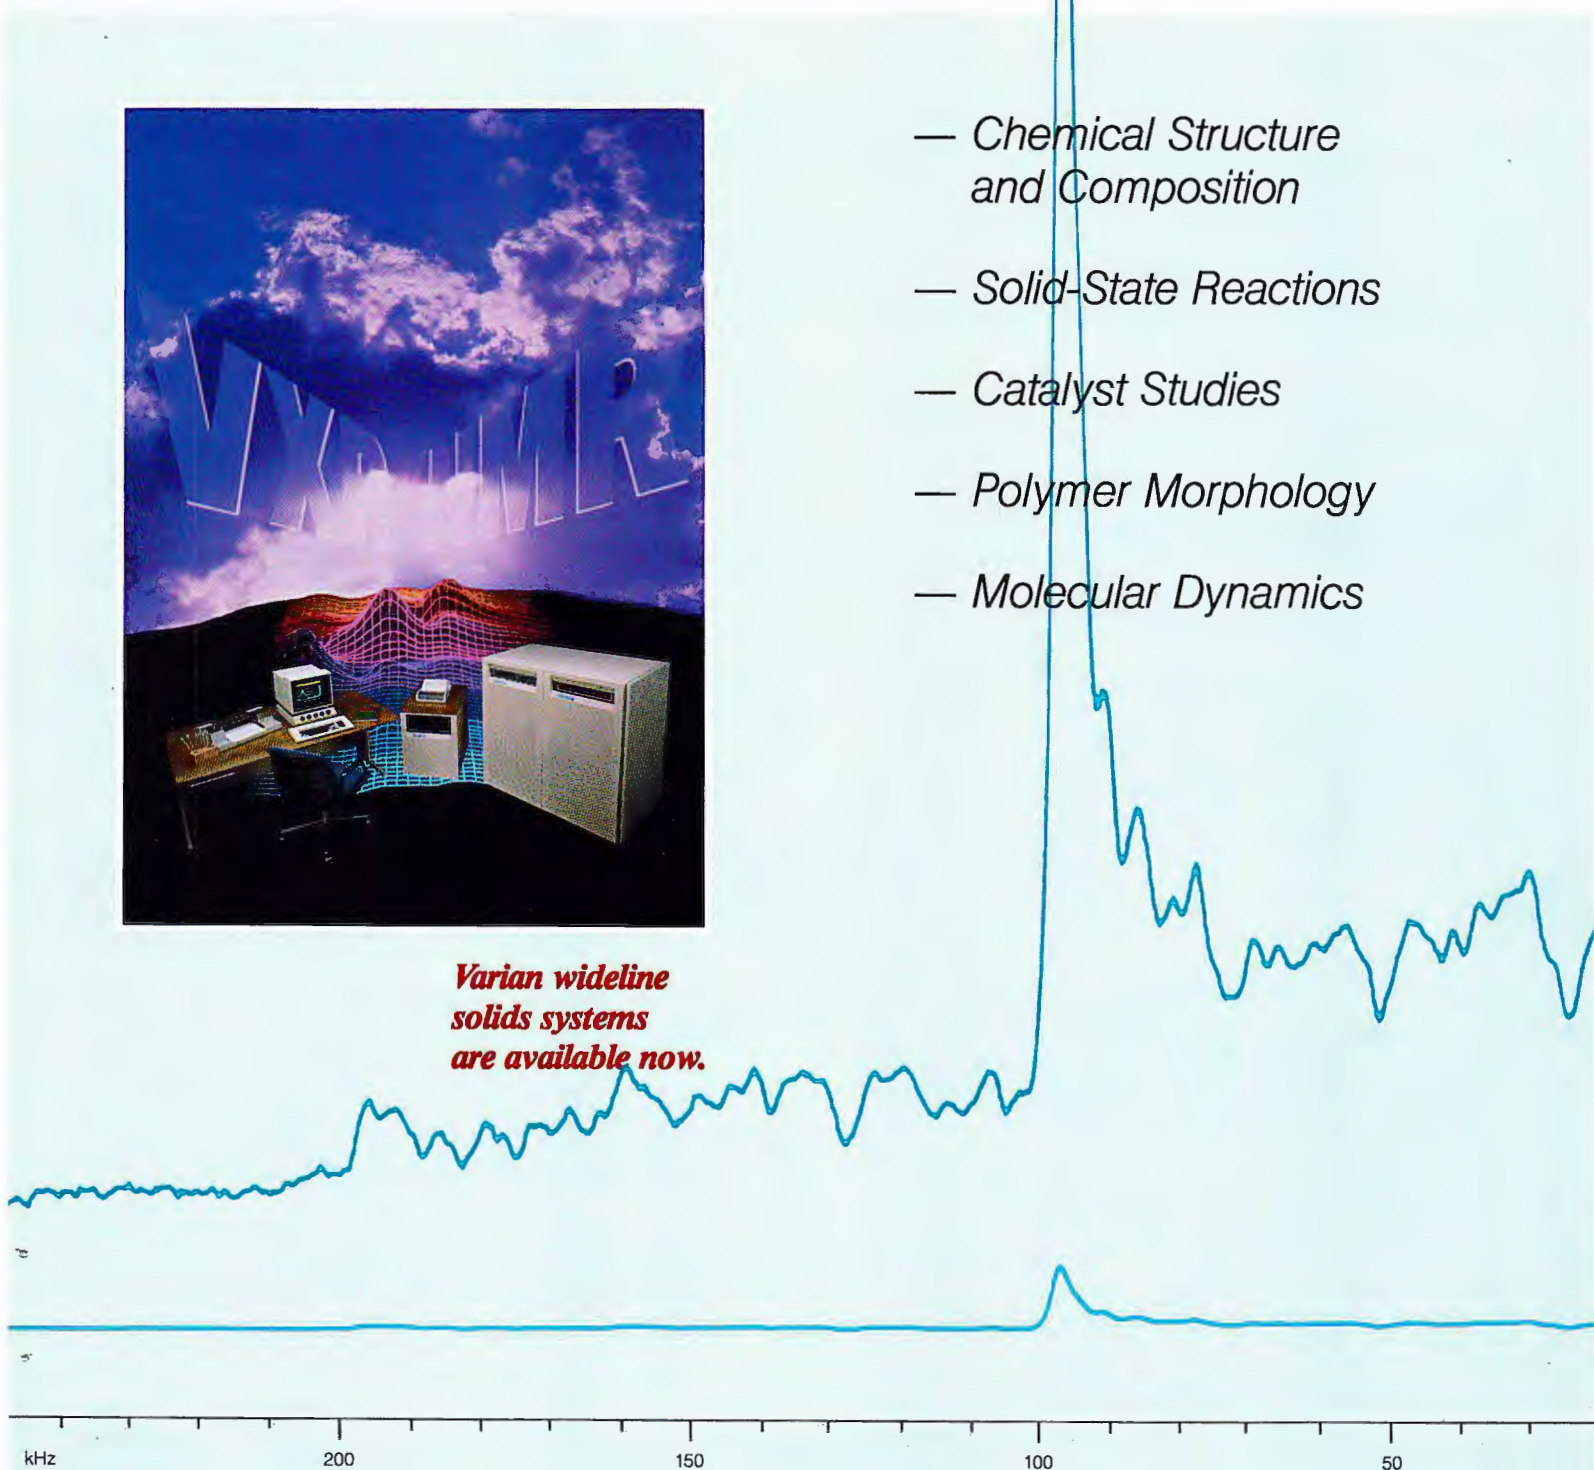 — Chemical Structure
and Composition
— Solid-State Reactions
— Catalyst Studies
— Polymer Morphology
— Molecular Dynamics
Varian wideline
solids systems
are available now.
kHz 200 150 100 50